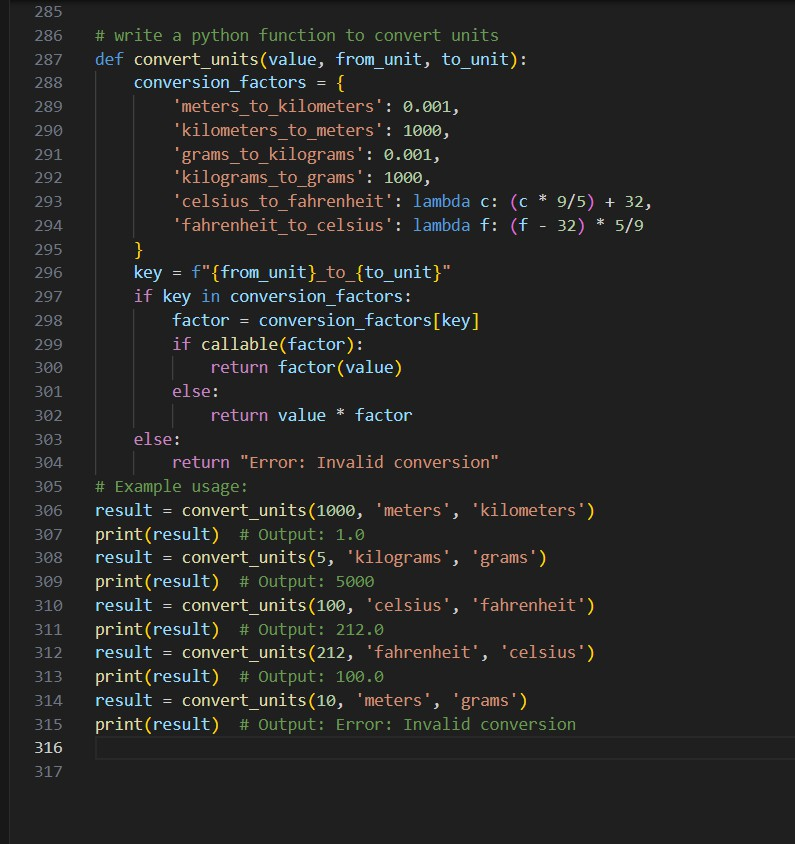 285
286 # write a python function to convert units
287 def convert_units(value, from_unit, to_unit):
288     conversion_factors = {
289         'meters_to_kilometers': 0.001,
290         'kilometers_to_meters': 1000,
291         'grams_to_kilograms': 0.001,
292         'kilograms_to_grams': 1000,
293         'celsius_to_fahrenheit': lambda c: (c * 9/5) + 32,
294         'fahrenheit_to_celsius': lambda f: (f - 32) * 5/9
295     }
296     key = f"{from_unit}_to_{to_unit}"
297     if key in conversion_factors:
298         factor = conversion_factors[key]
299         if callable(factor):
300             return factor(value)
301         else:
302             return value * factor
303     else:
304         return "Error: Invalid conversion"
305 # Example usage:
306 result = convert_units(1000, 'meters', 'kilometers')
307 print(result)  # Output: 1.0
308 result = convert_units(5, 'kilograms', 'grams')
309 print(result)  # Output: 5000
310 result = convert_units(100, 'celsius', 'fahrenheit')
311 print(result)  # Output: 212.0
312 result = convert_units(212, 'fahrenheit', 'celsius')
313 print(result)  # Output: 100.0
314 result = convert_units(10, 'meters', 'grams')
315 print(result)  # Output: Error: Invalid conversion
316
317